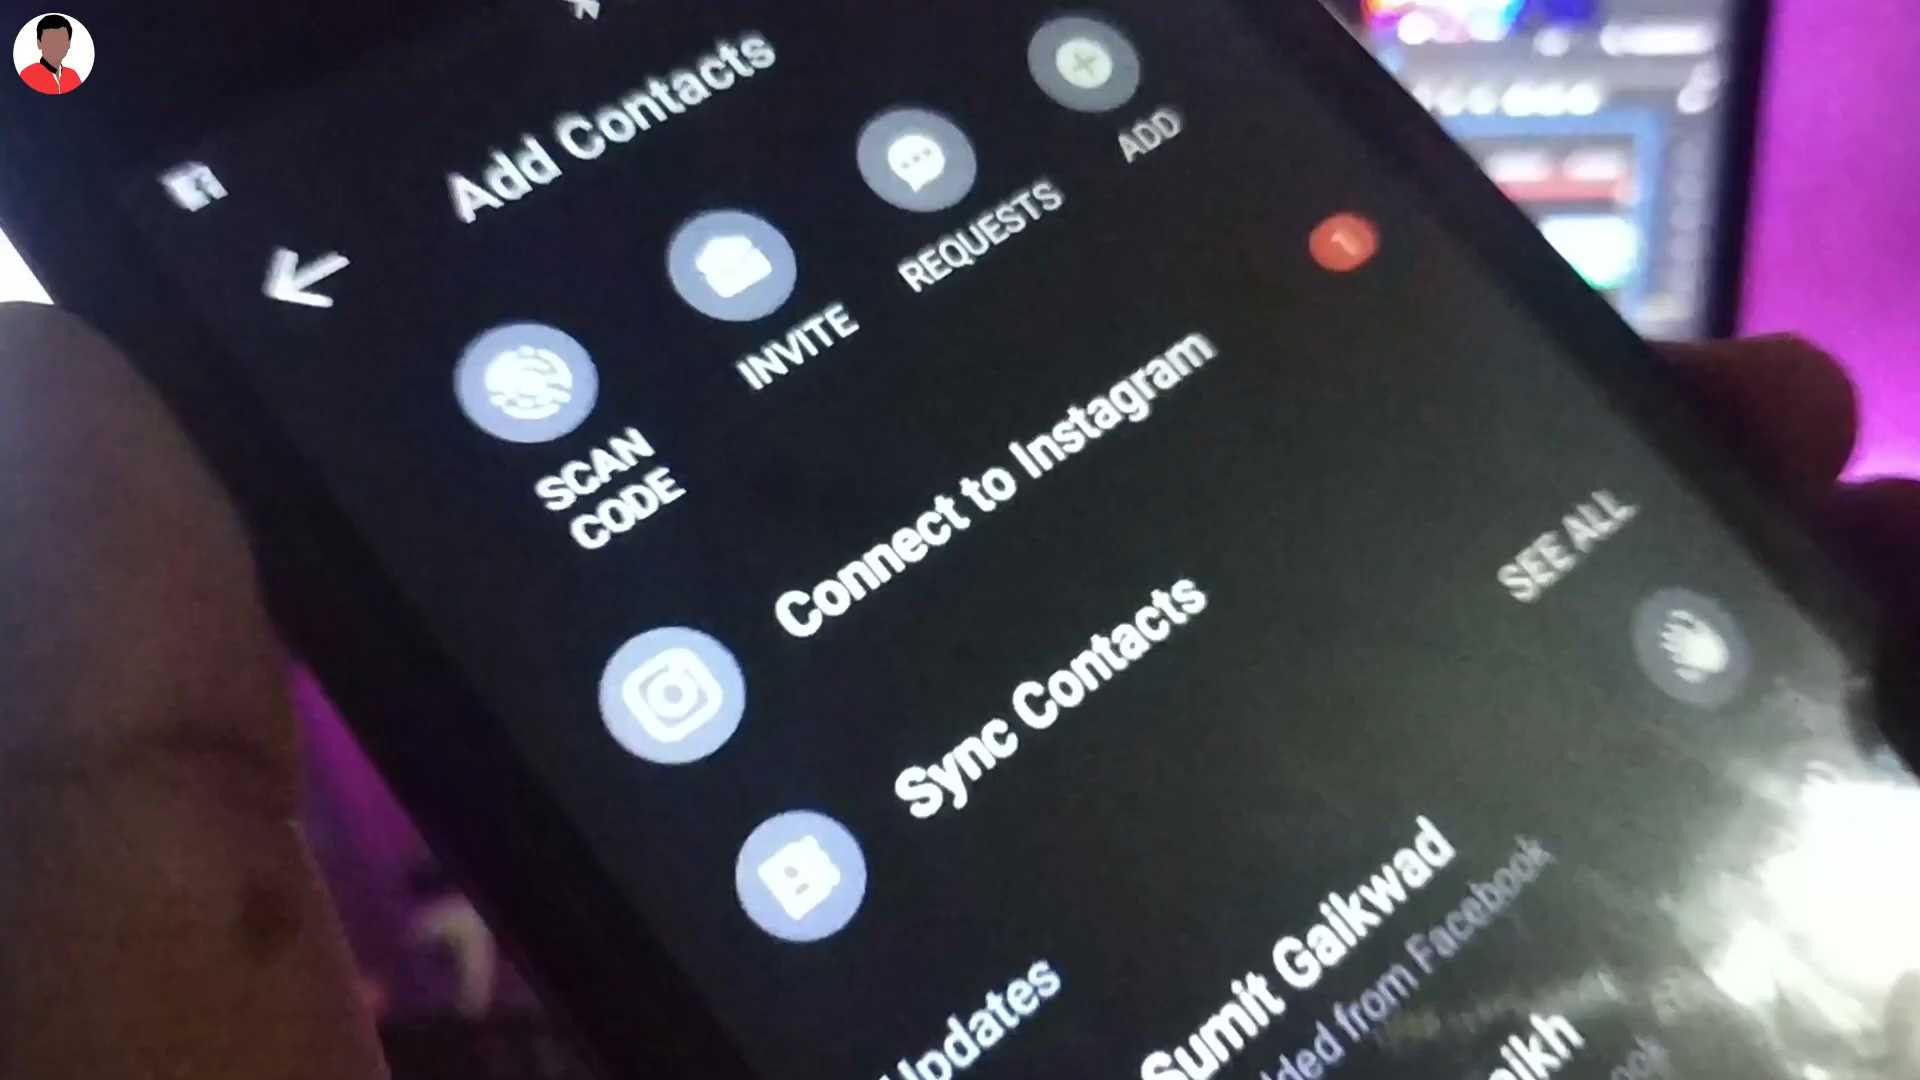 Add Contacts
SCAN
CODE
INVITE
REQUESTS
ADD
Connect to Instagram
1
Sync Contacts
Updates
SEE ALL
Sumit Gaikwad
from Facebook